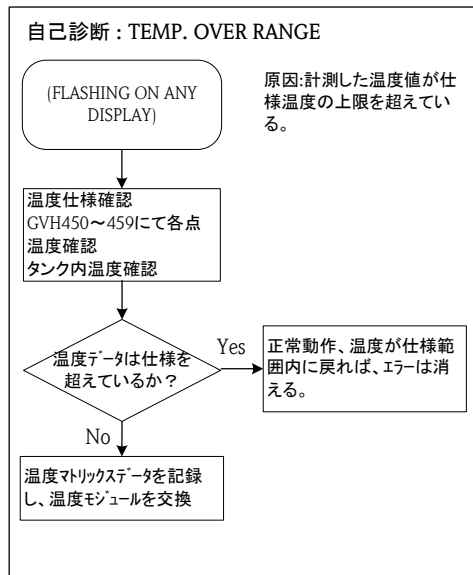 自己診断 : TEMP. OVER RANGE
(FLASHING ON ANY
DISPLAY)
原因:計測した温度値が仕
様温度の上限を超えてい
る。
温度仕様確認
GVH450～459にて各点
温度確認
タンク内温度確認
温度ﾃﾞｰﾀは仕様を
超えているか？
Yes
正常動作、温度が仕様範
囲内に戻れば、ｴﾗｰは消
える。
No
温度ﾏﾄﾘｯｸｽﾃﾞｰﾀを記録
し、温度ﾓｼﾞｭｰﾙを交換